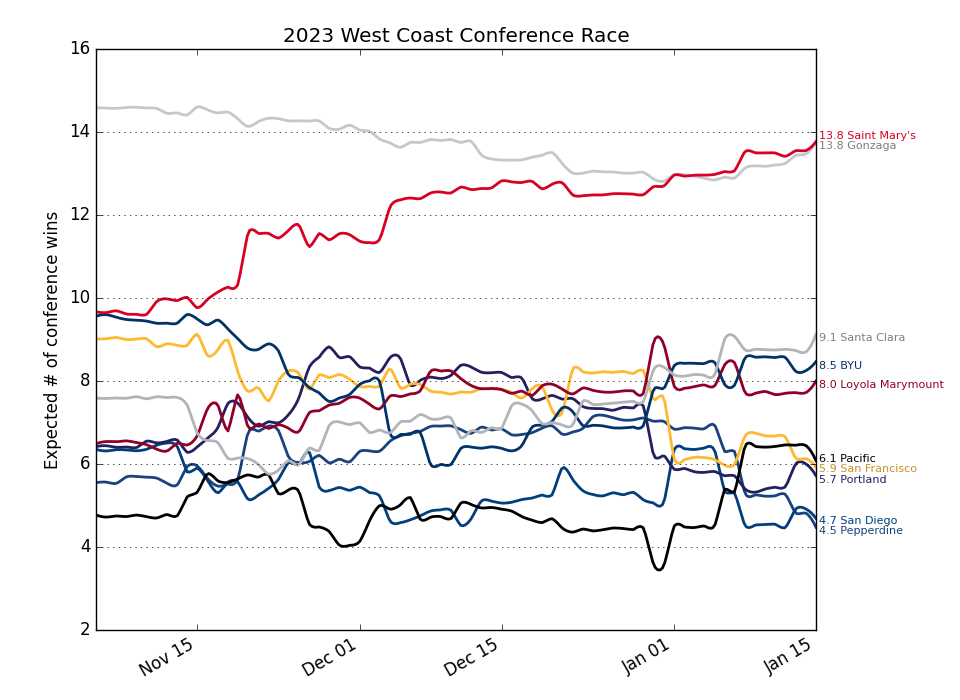 2023 West Coast Conference Race
Expected # of conference wins
16
14
12
10
8
6
4
2
Nov 15
Dec 01
Dec 15
Jan 01
Jan 15
13.8 Saint Mary's
13.8 Gonzaga
9.1 Santa Clara
8.5 BYU
8.0 Loyola Marymount
6.1 Pacific
5.9 San Francisco
5.7 Portland
4.7 San Diego
4.5 Pepperdine